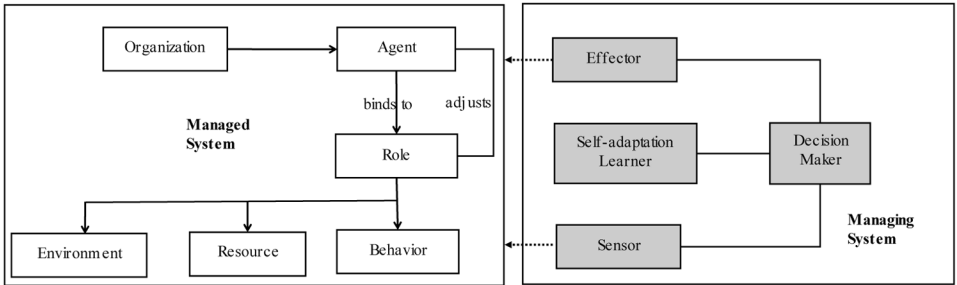 Organization
Agent
binds to
adjusts
Managed
System
Role
Environment
Resource
Behavior
Effector
Self-adaptation
Learner
Decision
Maker
Sensor
Managing
System